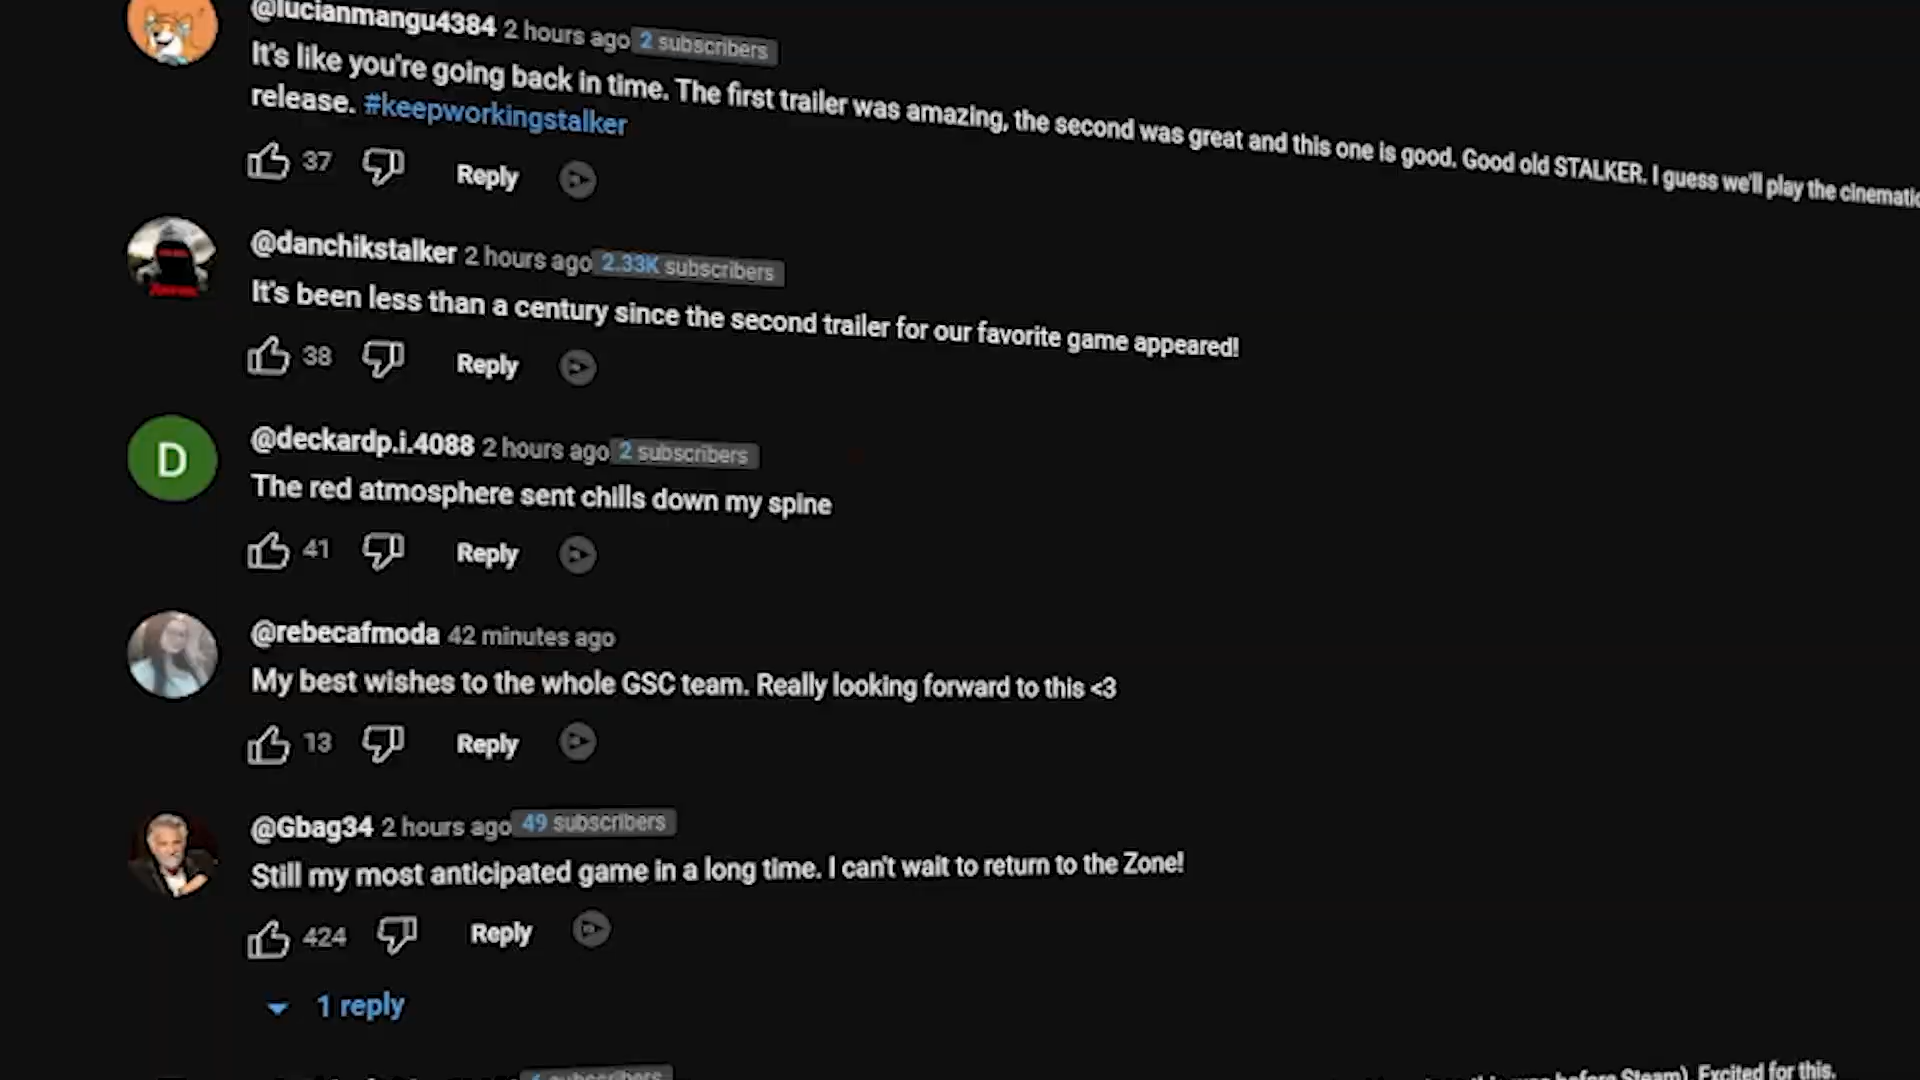 @lucianmangu4384 2 hours ago 2 subscribers
It's like you're going back in time. The first trailer was amazing, the second was great and this one is good. Good old STALKER. I guess we'll play the cinematic
release. #keepworkingstalker
37 Reply
@danchikstalker 2 hours ago 2.33K subscribers
It's been less than a century since the second trailer for our favorite game appeared!
38 Reply
D
@deckardp.i.4088 2 hours ago 2 subscribers
The red atmosphere sent chills down my spine
41 Reply
@rebecafmoda 42 minutes ago
My best wishes to the whole GSC team. Really looking forward to this <3
13 Reply
@Gbag34 2 hours ago 49 subscribers
Still my most anticipated game in a long time. I can't wait to return to the Zone!
424 Reply
1 reply
subscribers
before Steam). Excited for this.